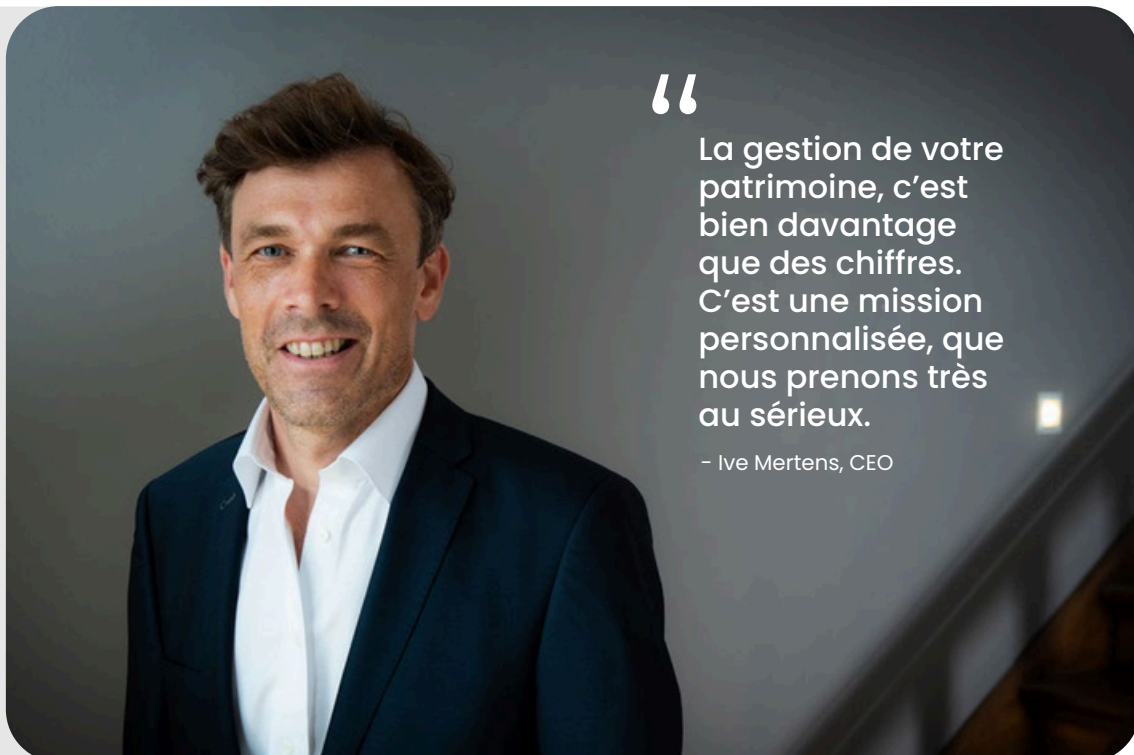 “
La gestion de votre
patrimoine, c’est
bien davantage
que des chiffres.
C’est une mission
personnalisée, que
nous prenons très
au sérieux.
- Ive Mertens, CEO